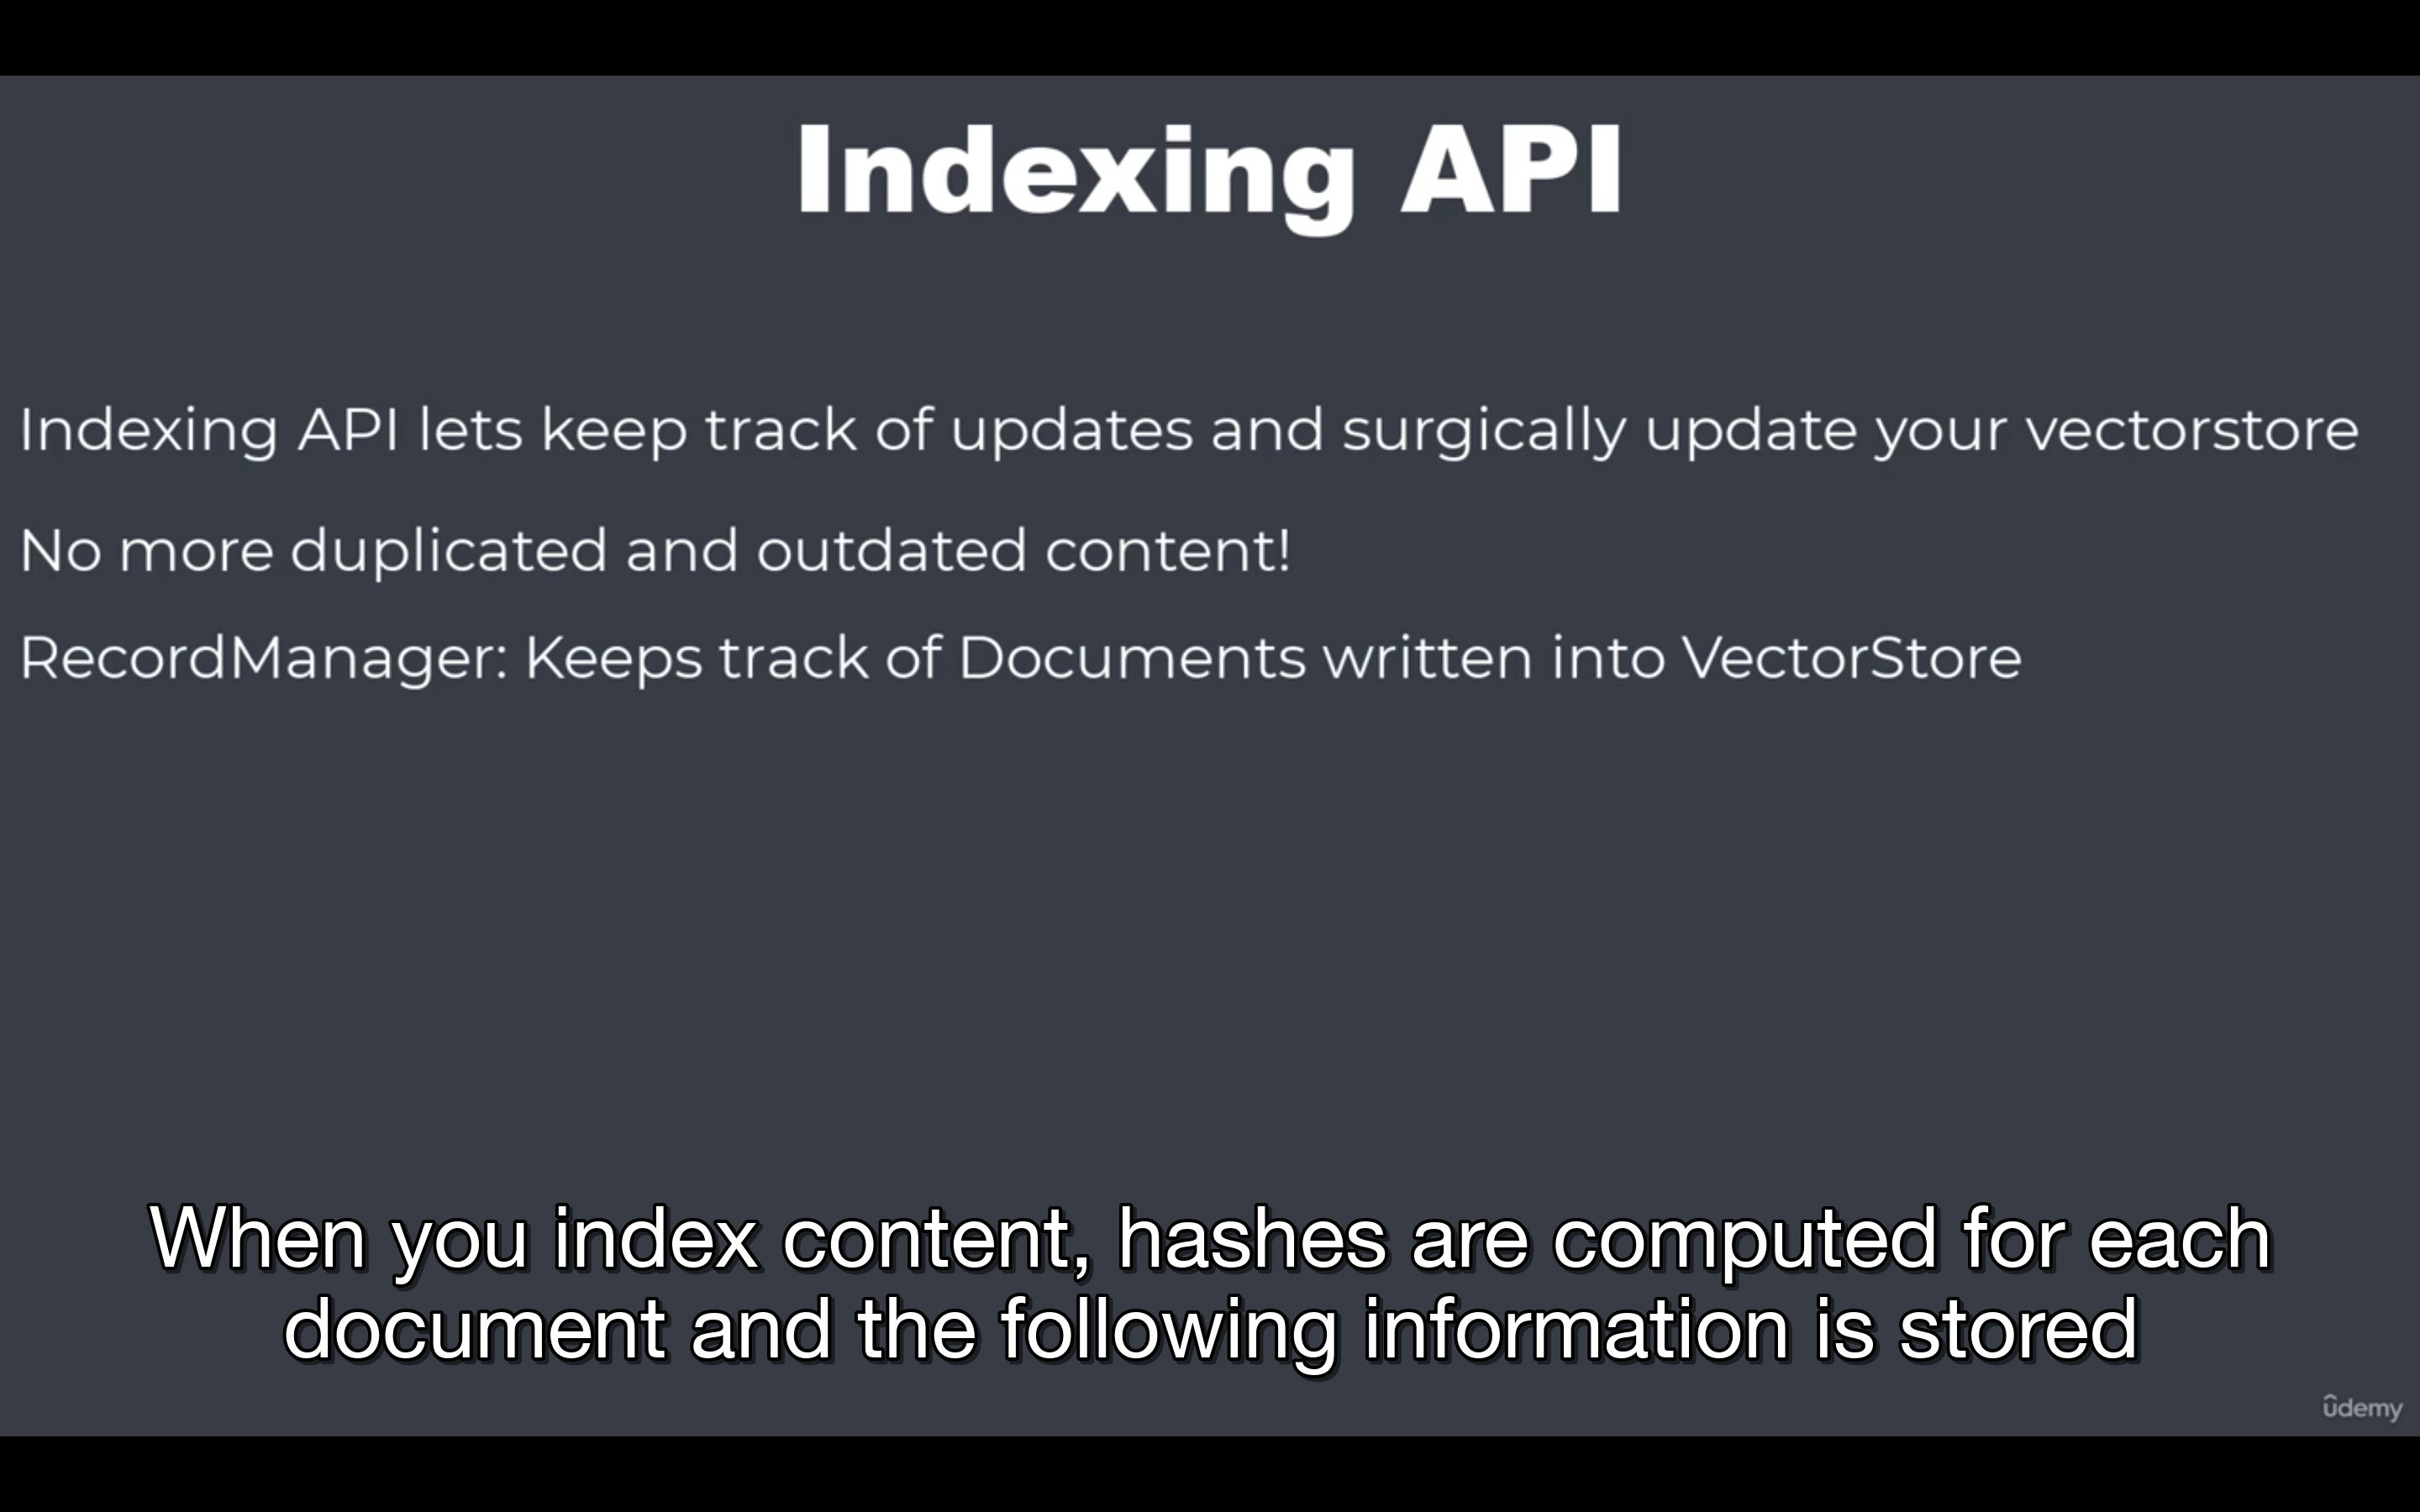 Indexing API
Indexing API lets keep track of updates and surgically update your vectorstore
No more duplicated and outdated content!
RecordManager: Keeps track of Documents written into VectorStore
When you index content, hashes are computed for each
document and the following information is stored
ûdemy